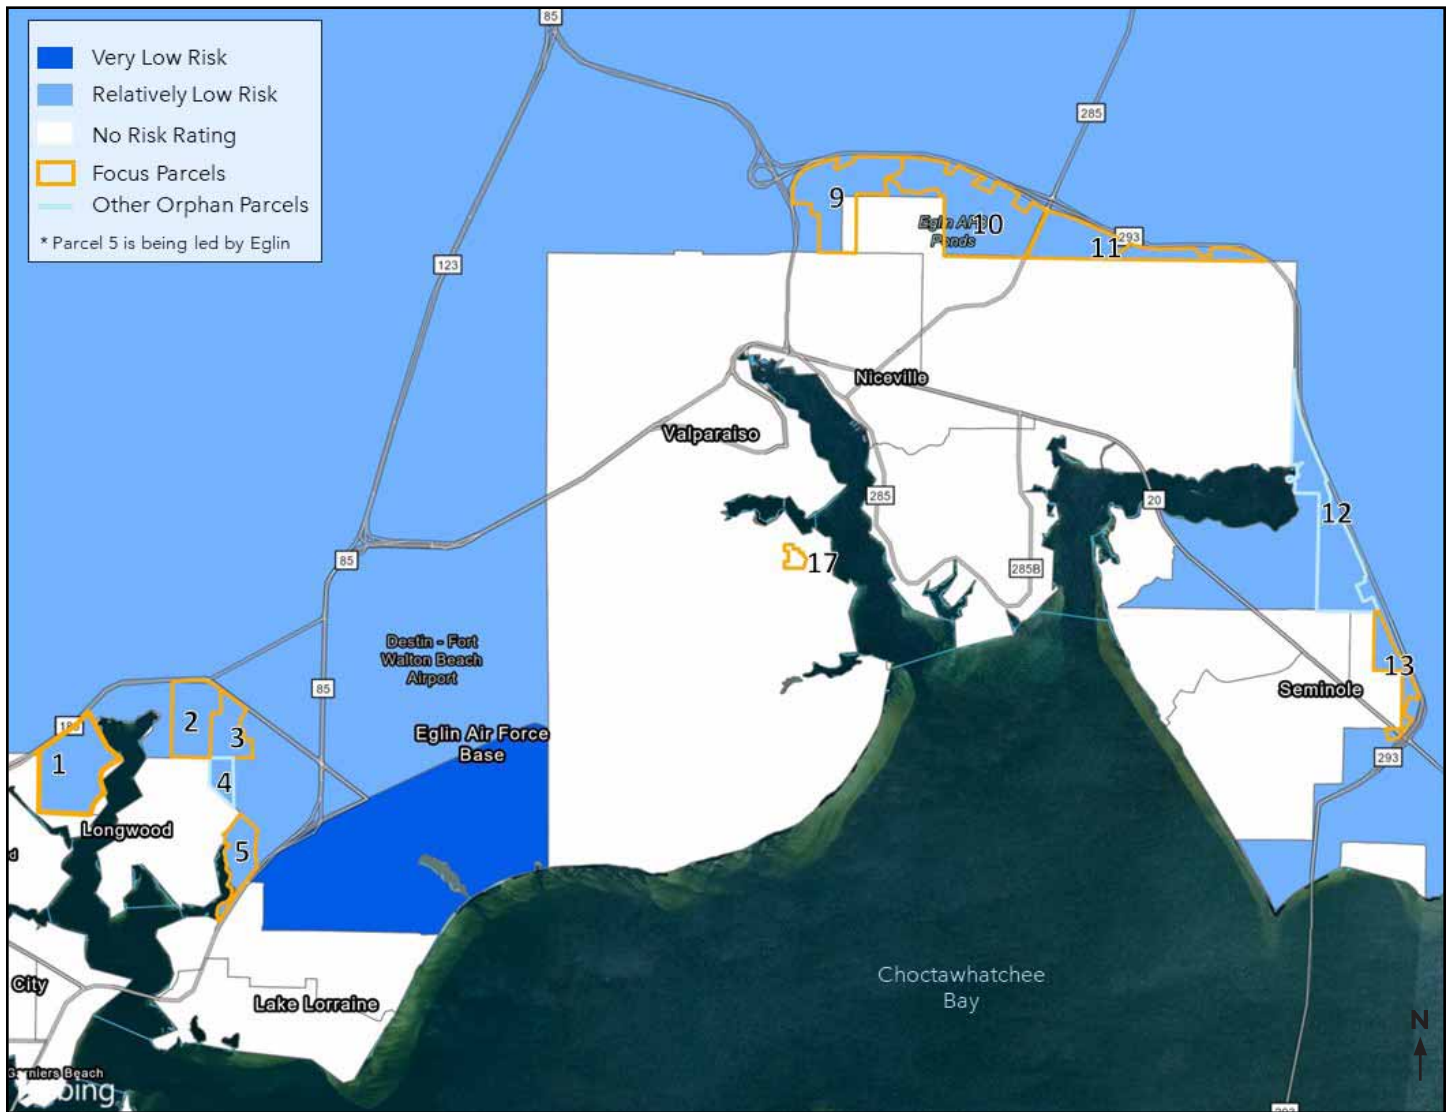 Very Low Risk
Relatively Low Risk
No Risk Rating
Focus Parcels
Other Orphan Parcels
* Parcel 5 is being led by Eglin
85
285
123
9
10
11
293
Niceville
Valparaiso
285
20
12
85
17
285B
Destin - Fort
Walton Beach
Airport
85
13
Seminole
2
3
1
4
Eglin Air Force
Base
293
Longwood
5
Choctawhatchee
Bay
City
Lake Lorraine
N
bing